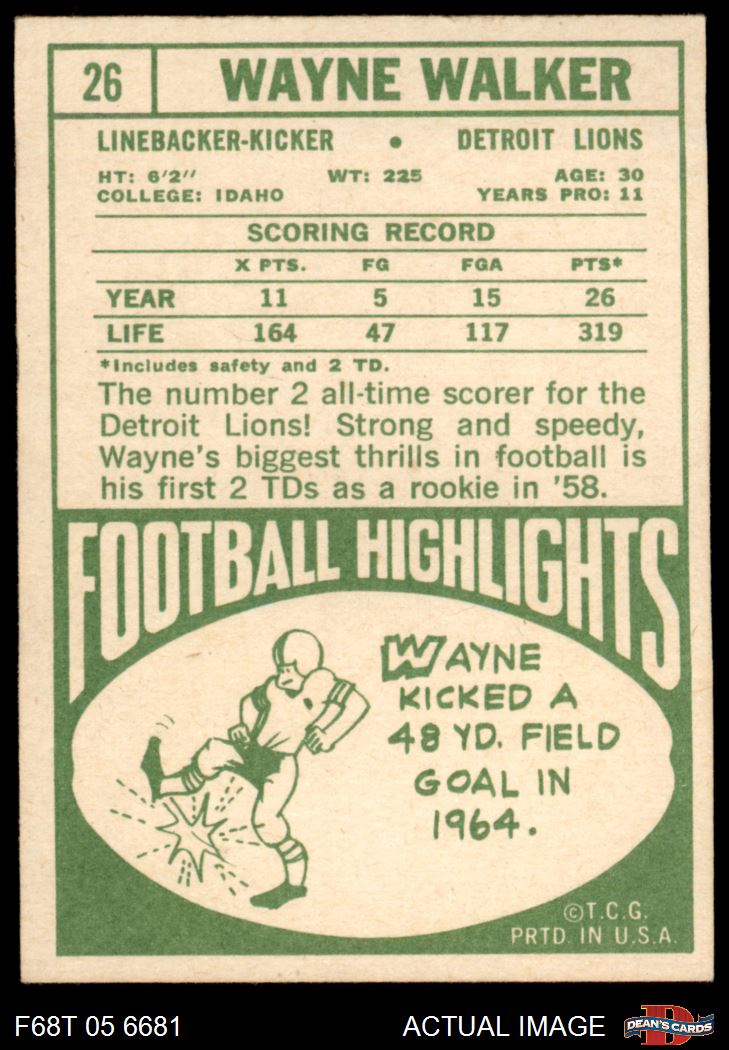 26 WAYNE WALKER
LINEBACKER-KICKER • DETROIT LIONS
HT: 6'2" WT: 225 AGE: 30
COLLEGE: IDAHO YEARS PRO: 11
SCORING RECORD
X PTS. FG FGA PTS*
YEAR 11 5 15 26
LIFE 164 47 117 319
*Includes safety and 2 TD.
The number 2 all-time scorer for the
Detroit Lions! Strong and speedy,
Wayne's biggest thrills in football is
his first 2 TDs as a rookie in '58.
FOOTBALL HIGHLIGHTS
WAYNE
KICKED A
48 YD. FIELD
GOAL IN
1964.
©T.C.G.
PRTD. IN U.S.A.
F68T 05 6681 ACTUAL IMAGE D DEAN'S CARDS